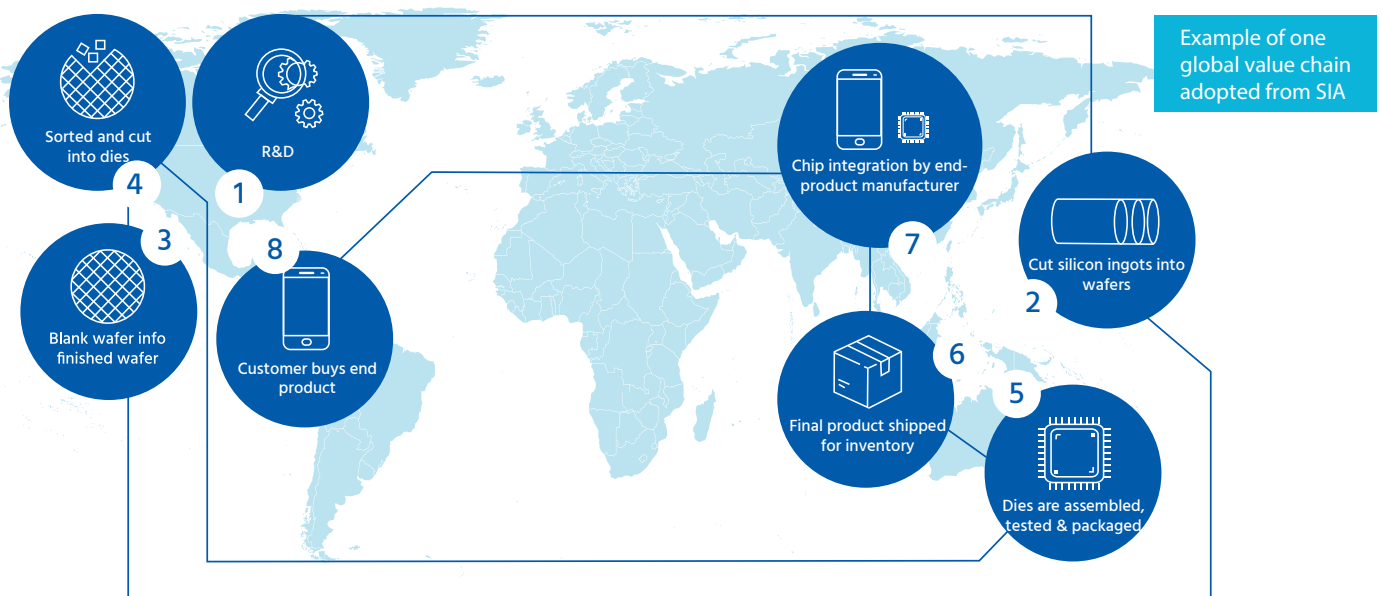 Example of one
global value chain
adopted from SIA
R&D
1
Cut silicon ingots into
wafers
2
3
Blank wafer info
finished wafer
Sorted and cut
into dies
4
5
Dies are assembled,
tested & packaged
6
Final product shipped
for inventory
Chip integration by end-
product manufacturer
7
8
Customer buys end
product